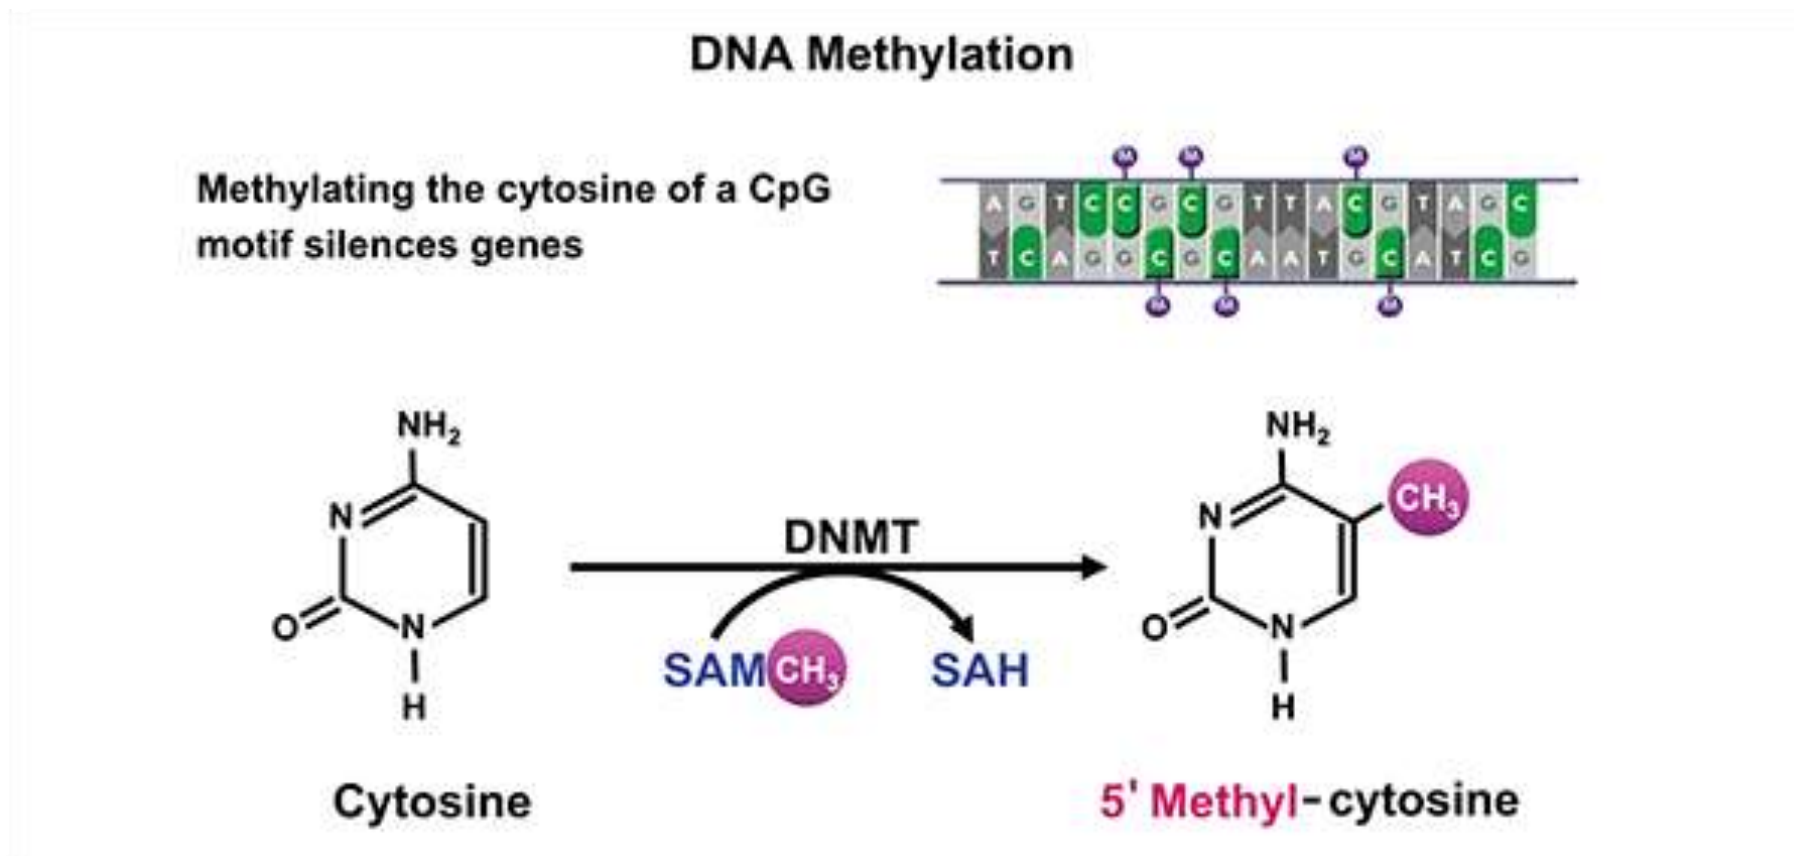 DNA Methylation
Methylating the cytosine of a CpG
motif silences genes
M M M
A G T C C G C G T T A C G T A G C
T C A G G C G C A A T G C A T C G
M M M
NH₂
N
O
N
H
Cytosine
DNMT
SAM CH₃
SAH
NH₂
CH₃
N
O
N
H
5' Methyl-cytosine